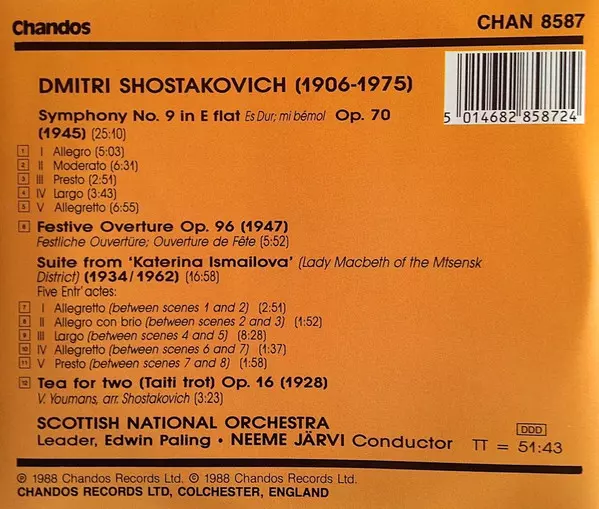 Chandos
CHAN 8587
5 014682 858724
DMITRI SHOSTAKOVICH (1906-1975)
Symphony No. 9 in E flat Es Dur; mi bémol Op. 70
(1945) (25:10)
1 I Allegro (5:03)
2 II Moderato (6:31)
3 III Presto (2:51)
4 IV Largo (3:43)
5 V Allegretto (6:55)
6 Festive Overture Op. 96 (1947)
Festliche Ouvertüre; Ouverture de Fête (5:52)
Suite from 'Katerina Ismailova' (Lady Macbeth of the Mtsensk
District) (1934/1962) (16:58)
Five Entr'actes:
7 I Allegretto (between scenes 1 and 2) (2:51)
8 II Allegro con brio (between scenes 2 and 3) (1:52)
9 III Largo (between scenes 4 and 5) (8:28)
10 IV Allegretto (between scenes 6 and 7) (1:37)
11 V Presto (between scenes 7 and 8) (1:58)
12 Tea for two (Taiti trot) Op. 16 (1928)
V. Youmans, arr. Shostakovich (3:23)
SCOTTISH NATIONAL ORCHESTRA
Leader, Edwin Paling • NEEME JÄRVI Conductor
DDD
TT = 51:43
℗ 1988 Chandos Records Ltd. © 1988 Chandos Records Ltd.
CHANDOS RECORDS LTD, COLCHESTER, ENGLAND